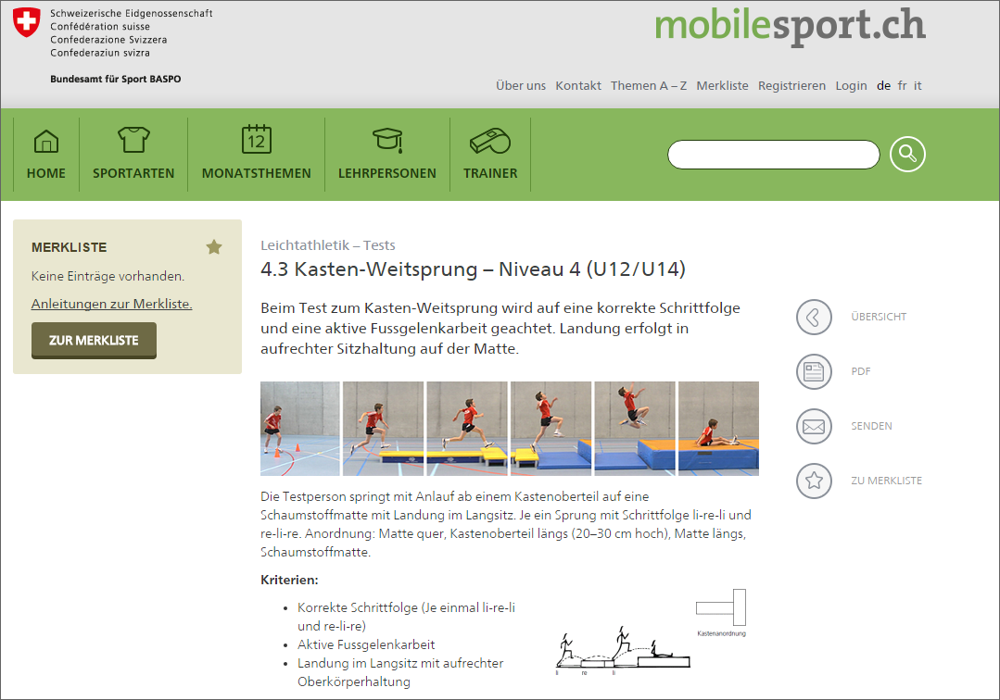 Schweizerische Eidgenossenschaft
Confédération suisse
Confederazione Svizzera
Confederaziun svizra
Bundesamt für Sport BASPO
mobilesport.ch
Über uns Kontakt Themen A – Z Merkliste Registrieren Login de fr it
12
HOME SPORTARTEN MONATSTHEMEN LEHRPERSONEN TRAINER
MERKLISTE
Keine Einträge vorhanden.
Anleitungen zur Merkliste.
ZUR MERKLISTE
Leichtathletik – Tests
4.3 Kasten-Weitsprung – Niveau 4 (U12/U14)
Beim Test zum Kasten-Weitsprung wird auf eine korrekte Schrittfolge
und eine aktive Fussgelenkarbeit geachtet. Landung erfolgt in
aufrechter Sitzhaltung auf der Matte.
Die Testperson springt mit Anlauf ab einem Kastenoberteil auf eine
Schaumstoffmatte mit Landung im Langsitz. Je ein Sprung mit Schrittfolge li-re-li und
re-li-re. Anordnung: Matte quer, Kastenoberteil längs (20–30 cm hoch), Matte längs,
Schaumstoffmatte.
Kriterien:
Korrekte Schrittfolge (Je einmal li-re-li
und re-li-re)
Aktive Fussgelenkarbeit
Landung im Langsitz mit aufrechter
Oberkörperhaltung
Kastenanordnung
li re li
ÜBERSICHT
PDF
SENDEN
ZU MERKLISTE